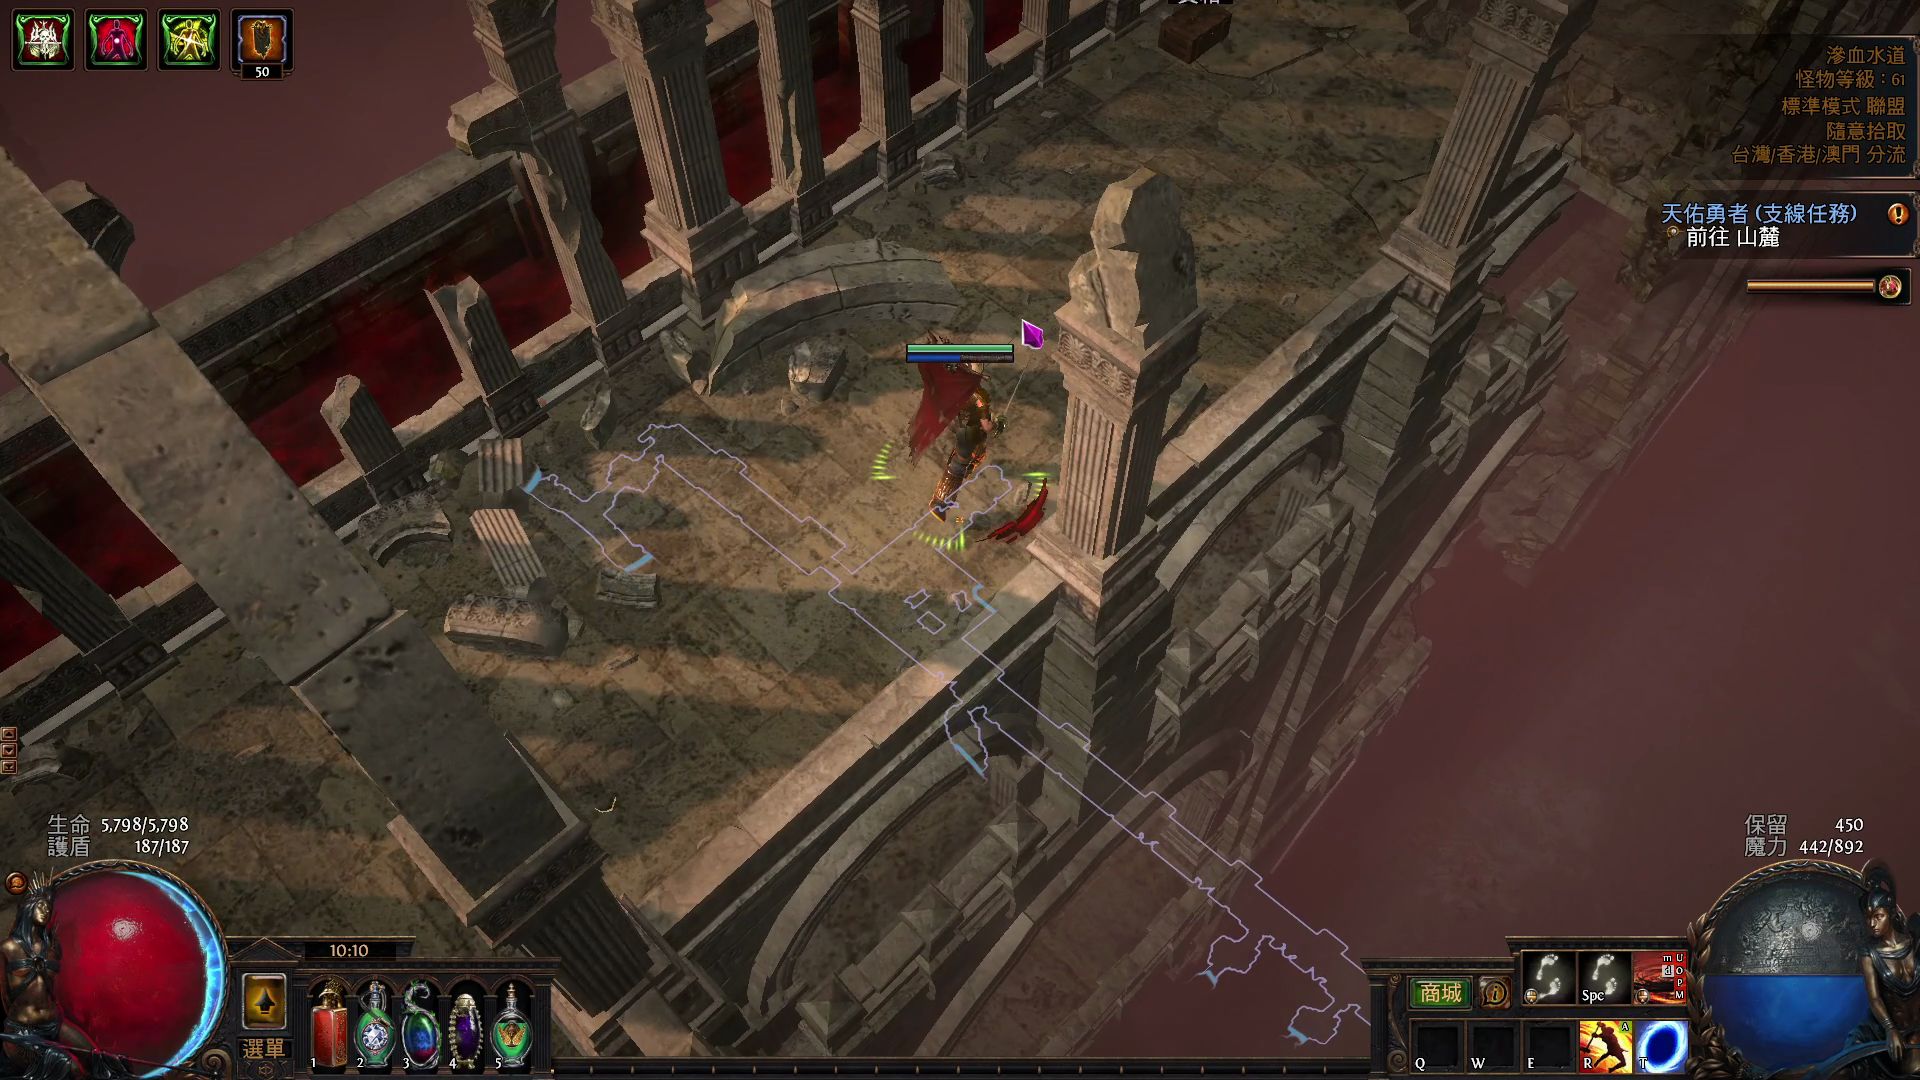 50
滲血水道
怪物等級：61
標準模式 聯盟
隨意拾取
台灣/香港/澳門 分流
天佑勇者 (支線任務)
前往 山麓
生命 5,798/5,798
護盾 187/187
保留 450
魔力 442/892
10:10
選單
1 2 3 4 5
商城
Spc
Q W E R T
A